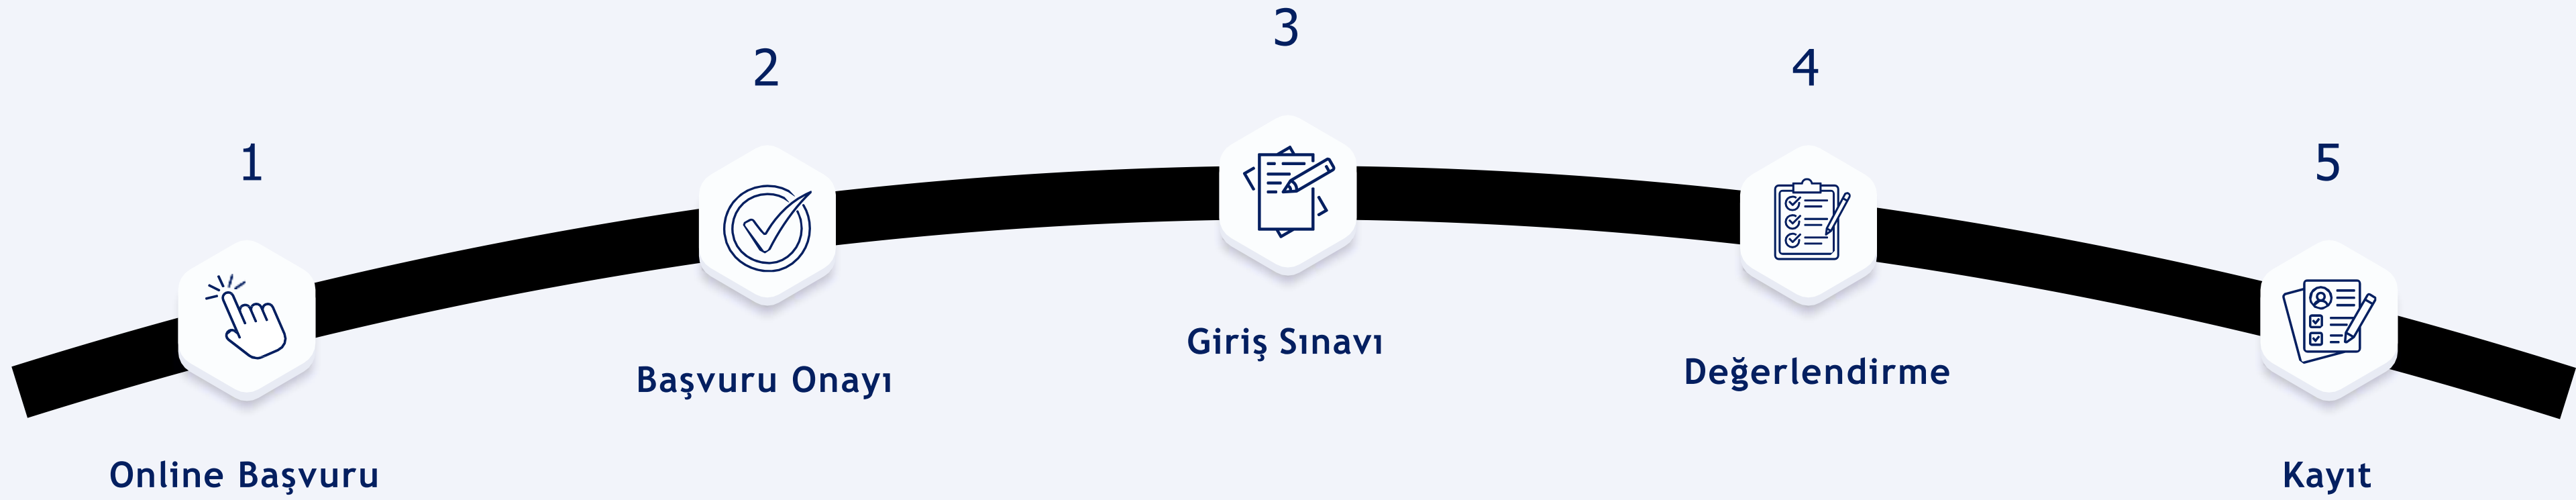 1
Online Başvuru
2
Başvuru Onayı
3
Giriş Sınavı
4
Değerlendirme
5
Kayıt